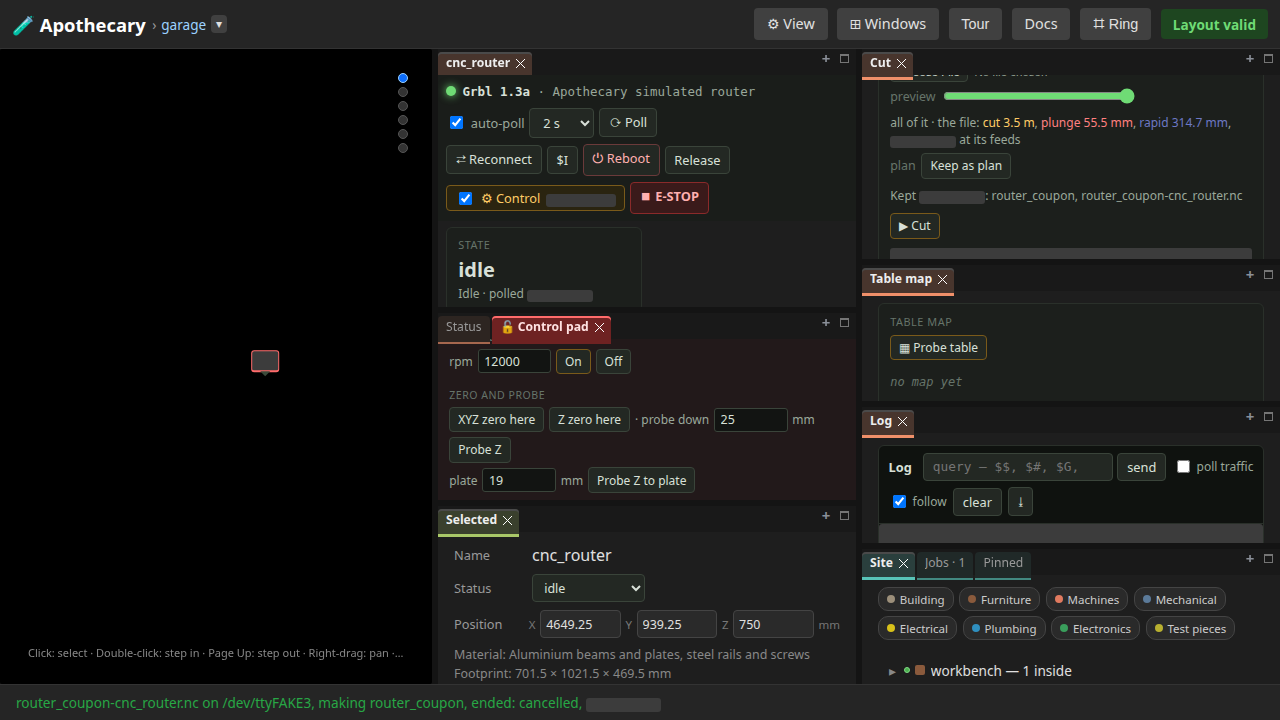 🧪 Apothecary › garage ▾
⚙ View
⊞ Windows
Tour
Docs
⌗ Ring
Layout valid
Click: select · Double-click: step in · Page Up: step out · Right-drag: pan ·…
cnc_router
Grbl 1.3a · Apothecary simulated router
auto-poll 2 s ⟳ Poll
⇄ Reconnect $I ⏻ Reboot Release
⚙ Control ■ E-STOP
STATE
idle
Idle · polled
Status 🔓 Control pad
rpm 12000 On Off
ZERO AND PROBE
XYZ zero here Z zero here · probe down 25 mm
Probe Z
plate 19 mm Probe Z to plate
Selected
Name cnc_router
Status idle
Position X 4649.25 Y 939.25 Z 750 mm
Material: Aluminium beams and plates, steel rails and screws
Footprint: 701.5 × 1021.5 × 469.5 mm
Cut
preview
all of it · the file: cut 3.5 m, plunge 55.5 mm, rapid 314.7 mm,
at its feeds
plan Keep as plan
Kept : router_coupon, router_coupon-cnc_router.nc
▶ Cut
Table map
TABLE MAP
▦ Probe table
no map yet
Log
Log query — $$, $#, $G, send poll traffic
follow clear ⭳
Site Jobs · 1 Pinned
Building Furniture Machines Mechanical
Electrical Plumbing Electronics Test pieces
▸ workbench — 1 inside
router_coupon-cnc_router.nc on /dev/ttyFAKE3, making router_coupon, ended: cancelled,